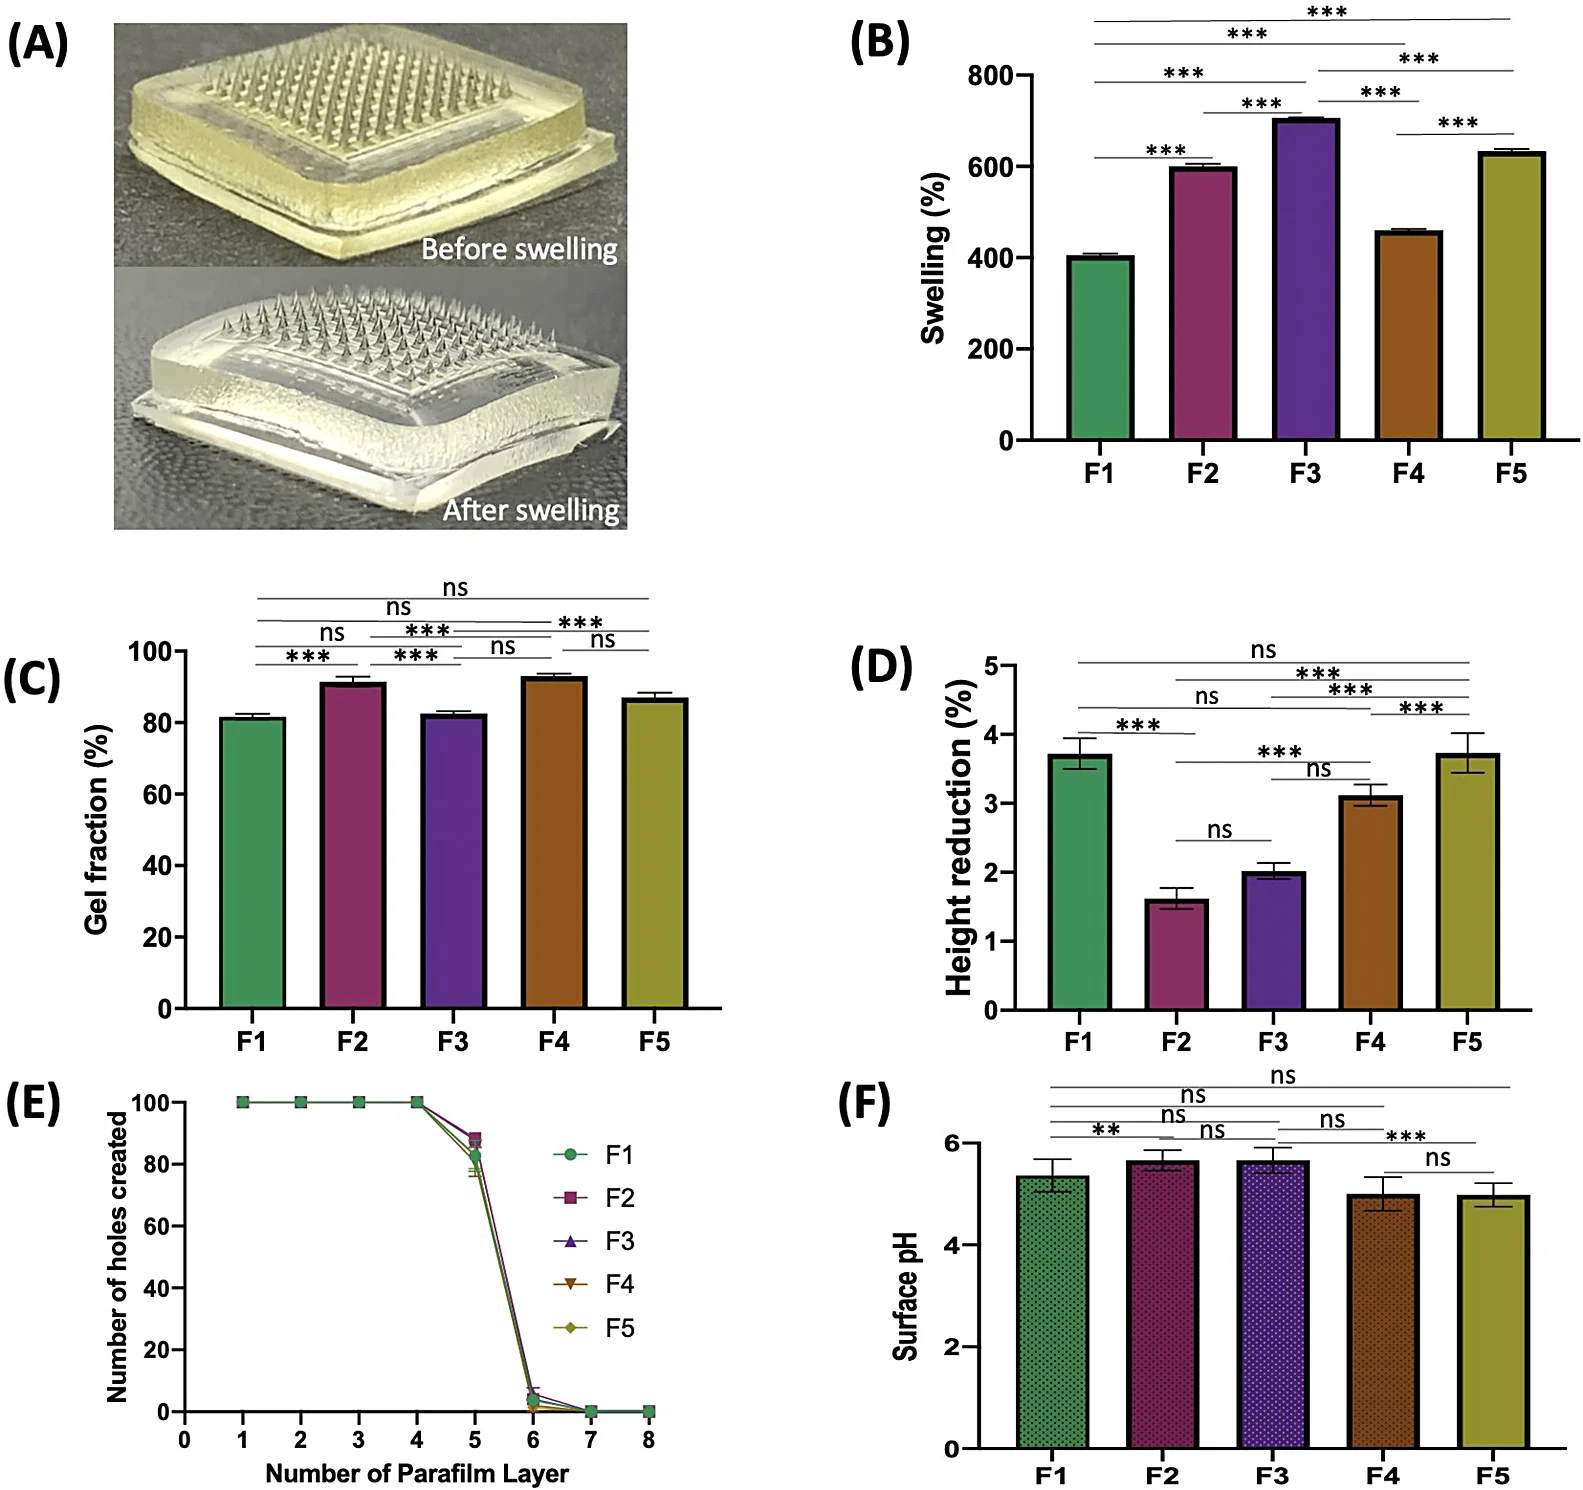 (A)
Before swelling
After swelling
(B)
***
***
***
***
***
***
***
***
Swelling (%)
800
600
400
200
0
F1 F2 F3 F4 F5
(C)
ns
ns
***
ns
***
ns
ns
***
***
Gel fraction (%)
100
80
60
40
20
0
F1 F2 F3 F4 F5
(D)
ns
***
***
ns
***
***
***
ns
ns
Height reduction (%)
5
4
3
2
1
0
F1 F2 F3 F4 F5
(E)
Number of holes created
100
80
60
40
20
0
0 1 2 3 4 5 6 7 8
Number of Parafilm Layer
F1
F2
F3
F4
F5
(F)
ns
ns
ns
ns
**
ns
***
ns
Surface pH
6
4
2
0
F1 F2 F3 F4 F5